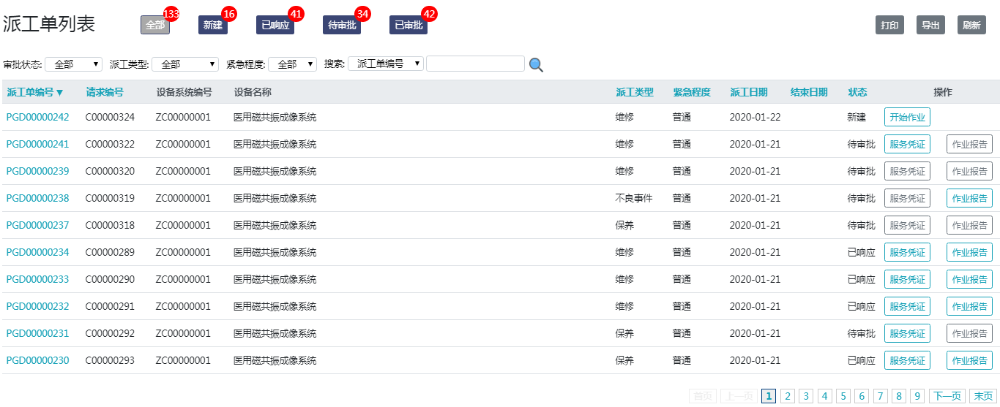 派工单列表 全部 133 新建 16 已响应 41 待审批 34 已审批 42 打印 导出 刷新
审批状态: 全部 ▼ 派工类型: 全部 ▼ 紧急程度: 全部 ▼ 搜索: 派工单编号 ▼
派工单编号▼ 请求编号 设备系统编号 设备名称 派工类型 紧急程度 派工日期 结束日期 状态 操作
PGD00000242 C00000324 ZC00000001 医用磁共振成像系统 维修 普通 2020-01-22 新建 开始作业
PGD00000241 C00000322 ZC00000001 医用磁共振成像系统 维修 普通 2020-01-21 待审批 服务凭证 作业报告
PGD00000239 C00000320 ZC00000001 医用磁共振成像系统 维修 普通 2020-01-21 待审批 服务凭证 作业报告
PGD00000238 C00000319 ZC00000001 医用磁共振成像系统 不良事件 普通 2020-01-21 待审批 服务凭证 作业报告
PGD00000237 C00000318 ZC00000001 医用磁共振成像系统 保养 普通 2020-01-21 待审批 服务凭证 作业报告
PGD00000234 C00000289 ZC00000001 医用磁共振成像系统 维修 普通 2020-01-21 已响应 服务凭证 作业报告
PGD00000233 C00000290 ZC00000001 医用磁共振成像系统 维修 普通 2020-01-21 已响应 服务凭证 作业报告
PGD00000232 C00000291 ZC00000001 医用磁共振成像系统 维修 普通 2020-01-21 已响应 服务凭证 作业报告
PGD00000231 C00000292 ZC00000001 医用磁共振成像系统 保养 普通 2020-01-21 待审批 服务凭证 作业报告
PGD00000230 C00000293 ZC00000001 医用磁共振成像系统 保养 普通 2020-01-21 已响应 服务凭证 作业报告
首页 上一页 1 2 3 4 5 6 7 8 9 下一页 末页